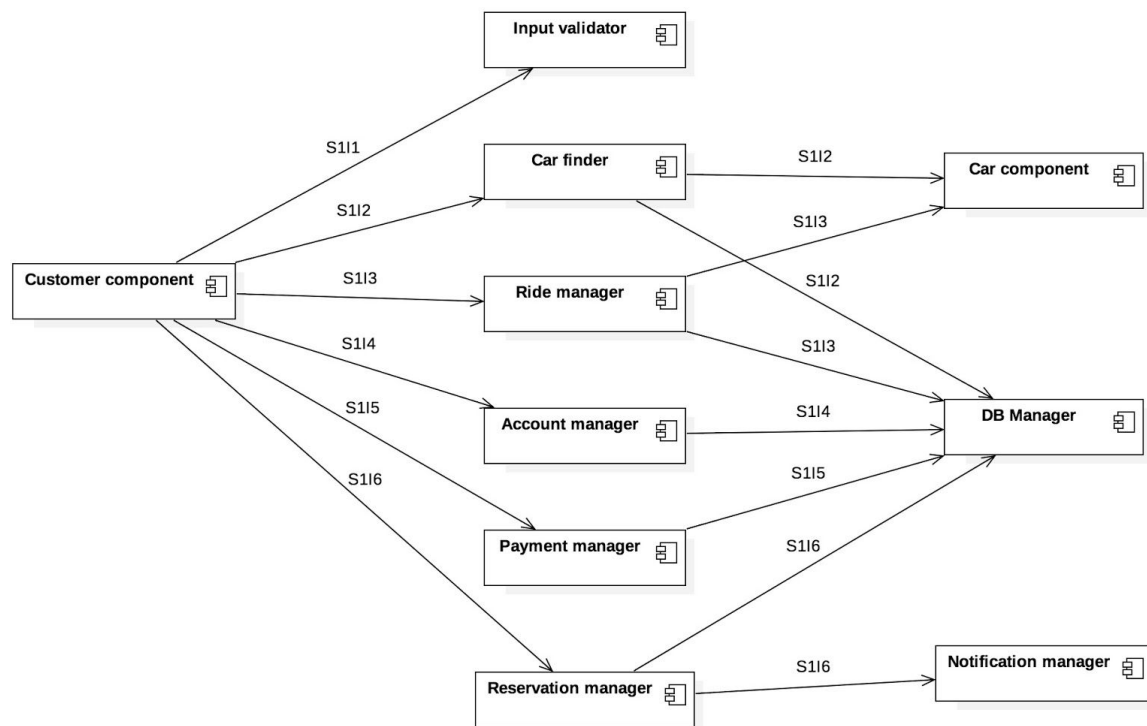 Input validator
S1I1
Car finder
S1I2
Car component
S1I2
S1I3
Customer component
S1I3
Ride manager
S1I2
S1I4
S1I3
S1I5
Account manager
S1I4
DB Manager
S1I6
S1I5
Payment manager
S1I6
Reservation manager
S1I6
Notification manager